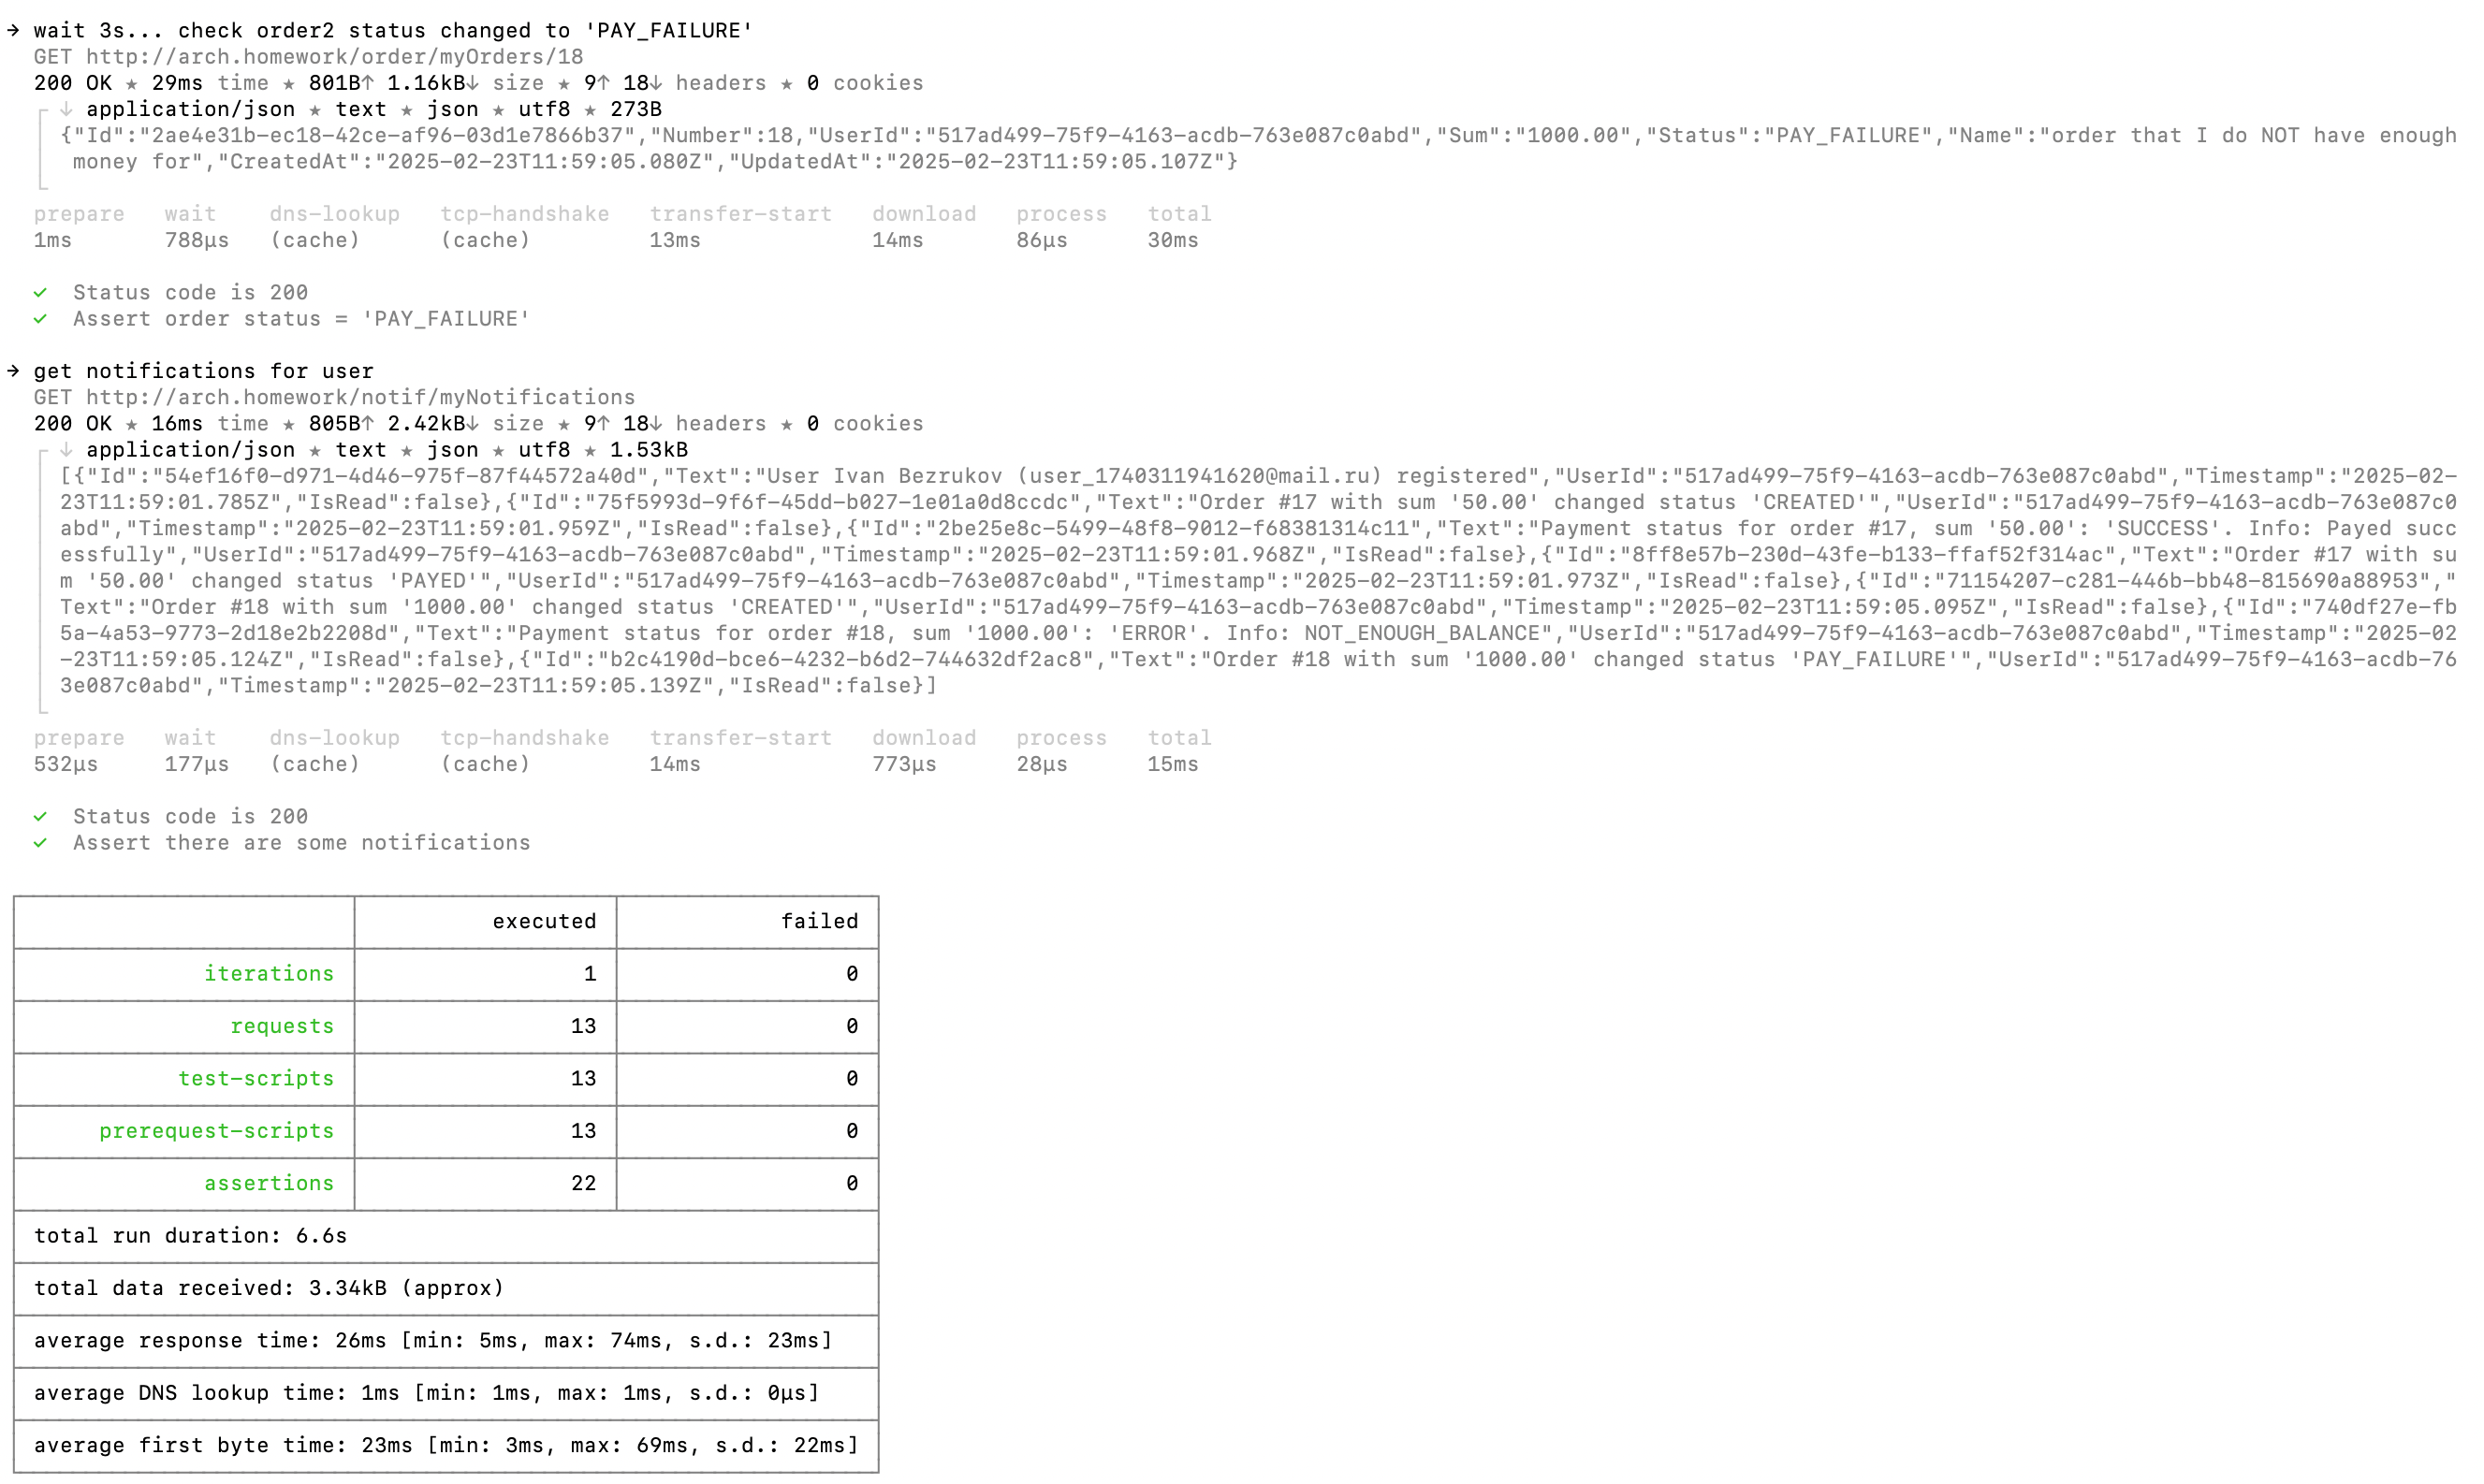 → wait 3s... check order2 status changed to 'PAY_FAILURE'
GET http://arch.homework/order/myOrders/18
200 OK ★ 29ms time ★ 801B↑ 1.16kB↓ size ★ 9↑ 18↓ headers ★ 0 cookies
↓ application/json ★ text ★ json ★ utf8 ★ 273B
{"Id":"2ae4e31b-ec18-42ce-af96-03d1e7866b37","Number":18,"UserId":"517ad499-75f9-4163-acdb-763e087c0abd","Sum":"1000.00","Status":"PAY_FAILURE","Name":"order that I do NOT have enough
money for","CreatedAt":"2025-02-23T11:59:05.080Z","UpdatedAt":"2025-02-23T11:59:05.107Z"}
prepare wait dns-lookup tcp-handshake transfer-start download process total
1ms 788µs (cache) (cache) 13ms 14ms 86µs 30ms
✓ Status code is 200
✓ Assert order status = 'PAY_FAILURE'
→ get notifications for user
GET http://arch.homework/notif/myNotifications
200 OK ★ 16ms time ★ 805B↑ 2.42kB↓ size ★ 9↑ 18↓ headers ★ 0 cookies
↓ application/json ★ text ★ json ★ utf8 ★ 1.53kB
[{"Id":"54ef16f0-d971-4d46-975f-87f44572a40d","Text":"User Ivan Bezrukov (user_1740311941620@mail.ru) registered","UserId":"517ad499-75f9-4163-acdb-763e087c0abd","Timestamp":"2025-02-
23T11:59:01.785Z","IsRead":false},{"Id":"75f5993d-9f6f-45dd-b027-1e01a0d8ccdc","Text":"Order #17 with sum '50.00' changed status 'CREATED'","UserId":"517ad499-75f9-4163-acdb-763e087c0
abd","Timestamp":"2025-02-23T11:59:01.959Z","IsRead":false},{"Id":"2be25e8c-5499-48f8-9012-f68381314c11","Text":"Payment status for order #17, sum '50.00': 'SUCCESS'. Info: Payed succ
essfully","UserId":"517ad499-75f9-4163-acdb-763e087c0abd","Timestamp":"2025-02-23T11:59:01.968Z","IsRead":false},{"Id":"8ff8e57b-230d-43fe-b133-ffaf52f314ac","Text":"Order #17 with su
m '50.00' changed status 'PAYED'","UserId":"517ad499-75f9-4163-acdb-763e087c0abd","Timestamp":"2025-02-23T11:59:01.973Z","IsRead":false},{"Id":"71154207-c281-446b-bb48-815690a88953","
Text":"Order #18 with sum '1000.00' changed status 'CREATED'","UserId":"517ad499-75f9-4163-acdb-763e087c0abd","Timestamp":"2025-02-23T11:59:05.095Z","IsRead":false},{"Id":"740df27e-fb
5a-4a53-9773-2d18e2b2208d","Text":"Payment status for order #18, sum '1000.00': 'ERROR'. Info: NOT_ENOUGH_BALANCE","UserId":"517ad499-75f9-4163-acdb-763e087c0abd","Timestamp":"2025-02
-23T11:59:05.124Z","IsRead":false},{"Id":"b2c4190d-bce6-4232-b6d2-744632df2ac8","Text":"Order #18 with sum '1000.00' changed status 'PAY_FAILURE'","UserId":"517ad499-75f9-4163-acdb-76
3e087c0abd","Timestamp":"2025-02-23T11:59:05.139Z","IsRead":false}]
prepare wait dns-lookup tcp-handshake transfer-start download process total
532µs 177µs (cache) (cache) 14ms 773µs 28µs 15ms
✓ Status code is 200
✓ Assert there are some notifications
executed failed
iterations 1 0
requests 13 0
test-scripts 13 0
prerequest-scripts 13 0
assertions 22 0
total run duration: 6.6s
total data received: 3.34kB (approx)
average response time: 26ms [min: 5ms, max: 74ms, s.d.: 23ms]
average DNS lookup time: 1ms [min: 1ms, max: 1ms, s.d.: 0µs]
average first byte time: 23ms [min: 3ms, max: 69ms, s.d.: 22ms]